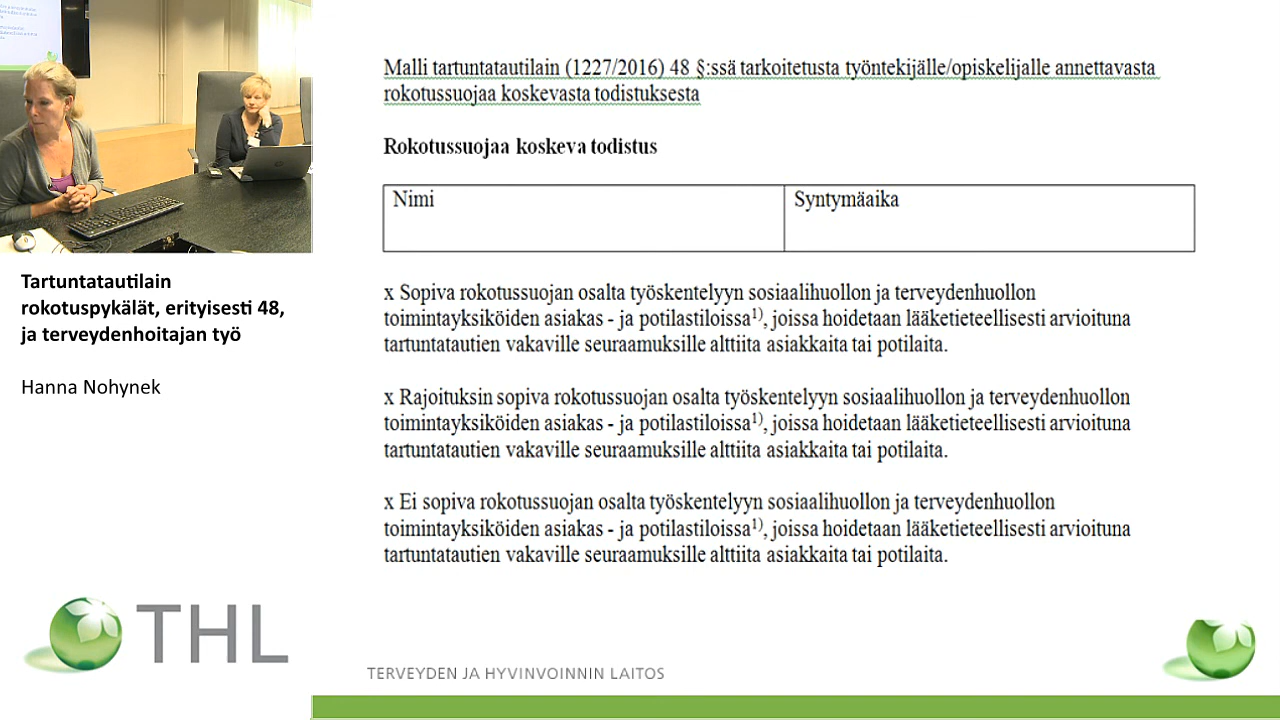 Tartuntatautilain
rokotuspykälät, erityisesti 48,
ja terveydenhoitajan työ
Hanna Nohynek
THL
Malli tartuntatautilain (1227/2016) 48 §:ssä tarkoitetusta työntekijälle/opiskelijalle annettavasta
rokotussuojaa koskevasta todistuksesta
Rokotussuojaa koskeva todistus
Nimi
Syntymäaika
x Sopiva rokotussuojan osalta työskentelyyn sosiaalihuollon ja terveydenhuollon
toimintayksiköiden asiakas - ja potilastiloissa1), joissa hoidetaan lääketieteellisesti arvioituna
tartuntatautien vakaville seuraamuksille alttiita asiakkaita tai potilaita.
x Rajoituksin sopiva rokotussuojan osalta työskentelyyn sosiaalihuollon ja terveydenhuollon
toimintayksiköiden asiakas - ja potilastiloissa1), joissa hoidetaan lääketieteellisesti arvioituna
tartuntatautien vakaville seuraamuksille alttiita asiakkaita tai potilaita.
x Ei sopiva rokotussuojan osalta työskentelyyn sosiaalihuollon ja terveydenhuollon
toimintayksiköiden asiakas - ja potilastiloissa1), joissa hoidetaan lääketieteellisesti arvioituna
tartuntatautien vakaville seuraamuksille alttiita asiakkaita tai potilaita.
TERVEYDEN JA HYVINVOINNIN LAITOS